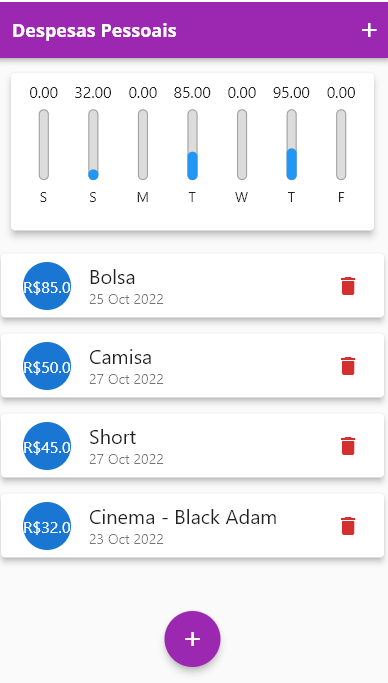 Despesas Pessoais +
0.00 32.00 0.00 85.00 0.00 95.00 0.00
S S M T W T F
R$85.0 Bolsa
25 Oct 2022
R$50.0 Camisa
27 Oct 2022
R$45.0 Short
27 Oct 2022
R$32.0 Cinema - Black Adam
23 Oct 2022
+